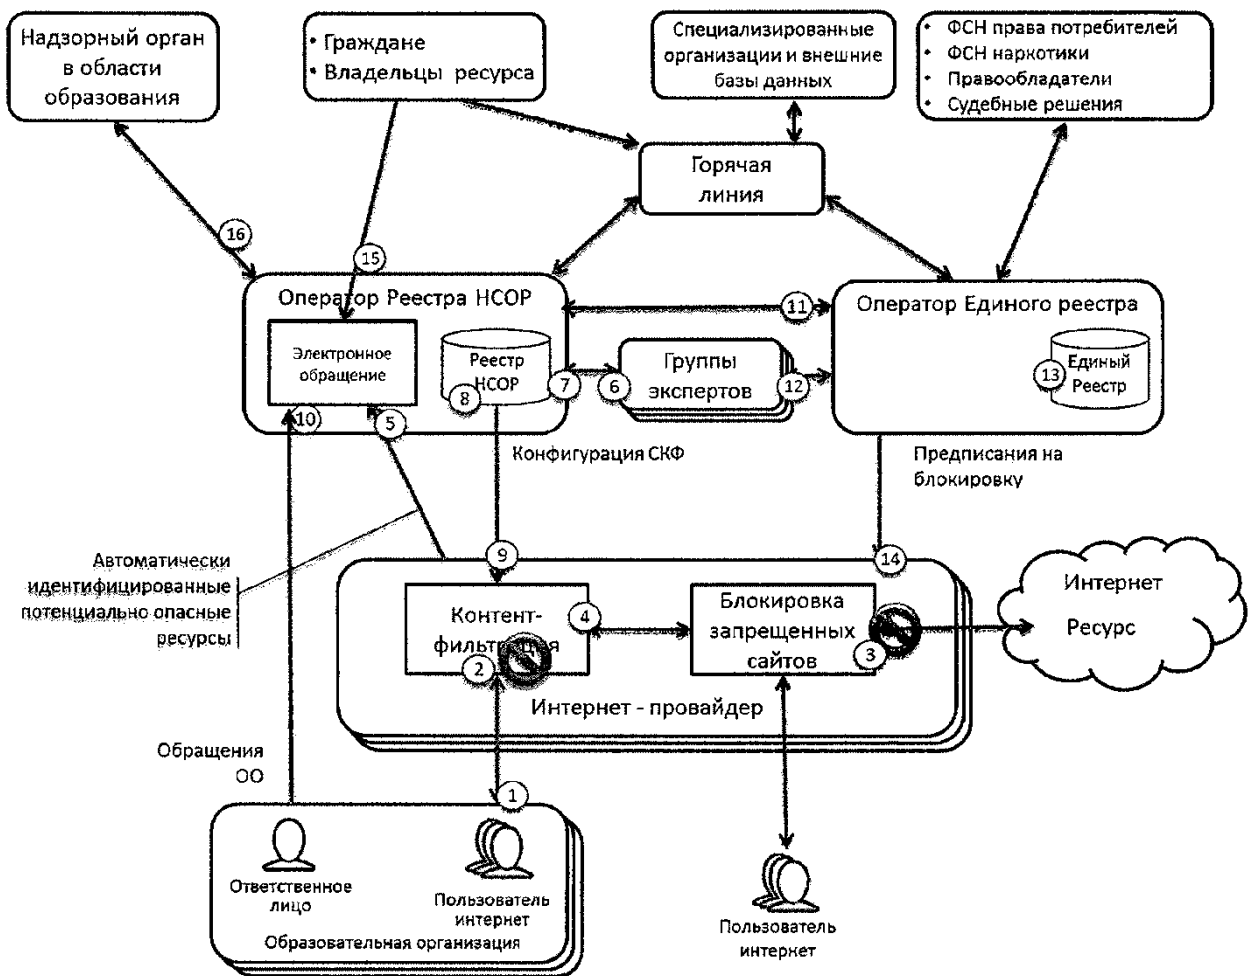 Надзорный орган
в области
образования
• Граждане
• Владельцы ресурса
Специализированные
организации и внешние
базы данных
• ФСН права потребителей
• ФСН наркотики
• Правообладатели
• Судебные решения
Горячая
линия
16
15
Оператор Реестра НСОР
11
Оператор Единого реестра
Электронное
обращение
Реестр
НСОР
8
7
6
Группы
экспертов
12
13
Единый
Реестр
10
5
Конфигурация СКФ
Предписания на
блокировку
Автоматически
идентифицированные
потенциально опасные
ресурсы
9
14
Контент-
фильтрация
2
4
Блокировка
запрещенных
сайтов
3
Интернет
Ресурс
Интернет - провайдер
Обращения
ОО
1
Ответственное
лицо
Пользователь
интернет
Образовательная организация
Пользователь
интернет